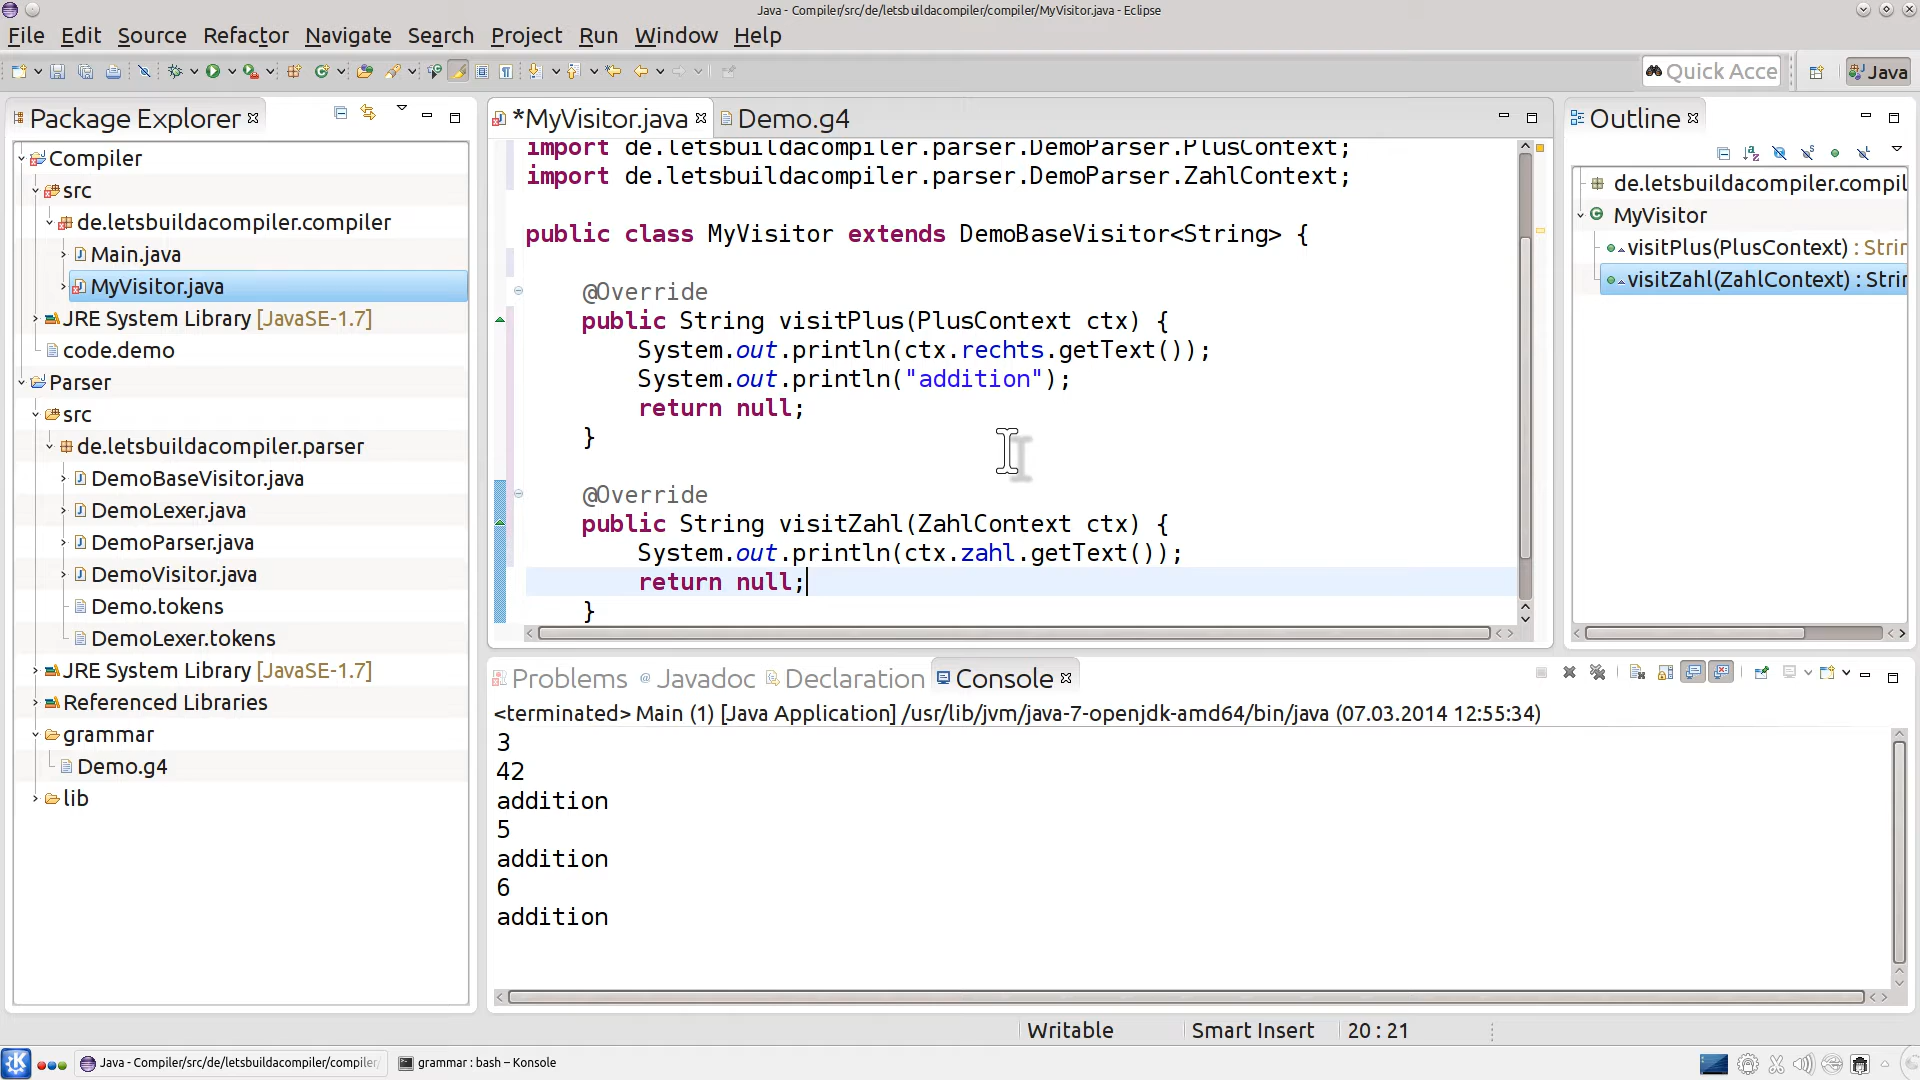 Java - Compiler/src/de/letsbuildacompiler/compiler/MyVisitor.java - Eclipse
File Edit Source Refactor Navigate Search Project Run Window Help
Quick Acce
Java
Package Explorer
Compiler
src
de.letsbuildacompiler.compiler
Main.java
MyVisitor.java
JRE System Library [JavaSE-1.7]
code.demo
Parser
src
de.letsbuildacompiler.parser
DemoBaseVisitor.java
DemoLexer.java
DemoParser.java
DemoVisitor.java
Demo.tokens
DemoLexer.tokens
JRE System Library [JavaSE-1.7]
Referenced Libraries
grammar
Demo.g4
lib
*MyVisitor.java Demo.g4
import de.letsbuildacompiler.parser.DemoParser.PlusContext;
import de.letsbuildacompiler.parser.DemoParser.ZahlContext;
public class MyVisitor extends DemoBaseVisitor<String> {
@Override
public String visitPlus(PlusContext ctx) {
System.out.println(ctx.rechts.getText());
System.out.println("addition");
return null;
}
@Override
public String visitZahl(ZahlContext ctx) {
System.out.println(ctx.zahl.getText());
return null;
}
Outline
de.letsbuildacompil
MyVisitor
visitPlus(PlusContext) : Strin
visitZahl(ZahlContext) : Strin
Problems Javadoc Declaration Console
<terminated> Main (1) [Java Application] /usr/lib/jvm/java-7-openjdk-amd64/bin/java (07.03.2014 12:55:34)
3
42
addition
5
addition
6
addition
Writable Smart Insert 20 : 21
Java - Compiler/src/de/letsbuildacompiler/compiler/ grammar : bash – Konsole